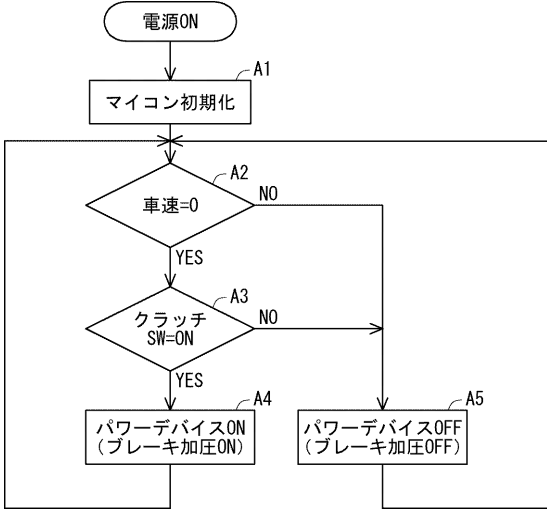 電源ON
A1
マイコン初期化
A2
車速=0
NO
YES
A3
クラッチ
SW=ON
NO
YES
A4
パワーデバイスON
(ブレーキ加圧ON)
A5
パワーデバイスOFF
(ブレーキ加圧OFF)